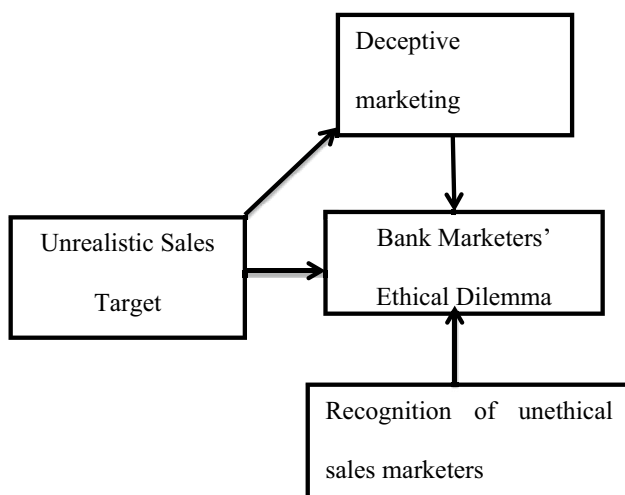 Deceptive
marketing
Unrealistic Sales
Target
Bank Marketers’
Ethical Dilemma
Recognition of unethical
sales marketers